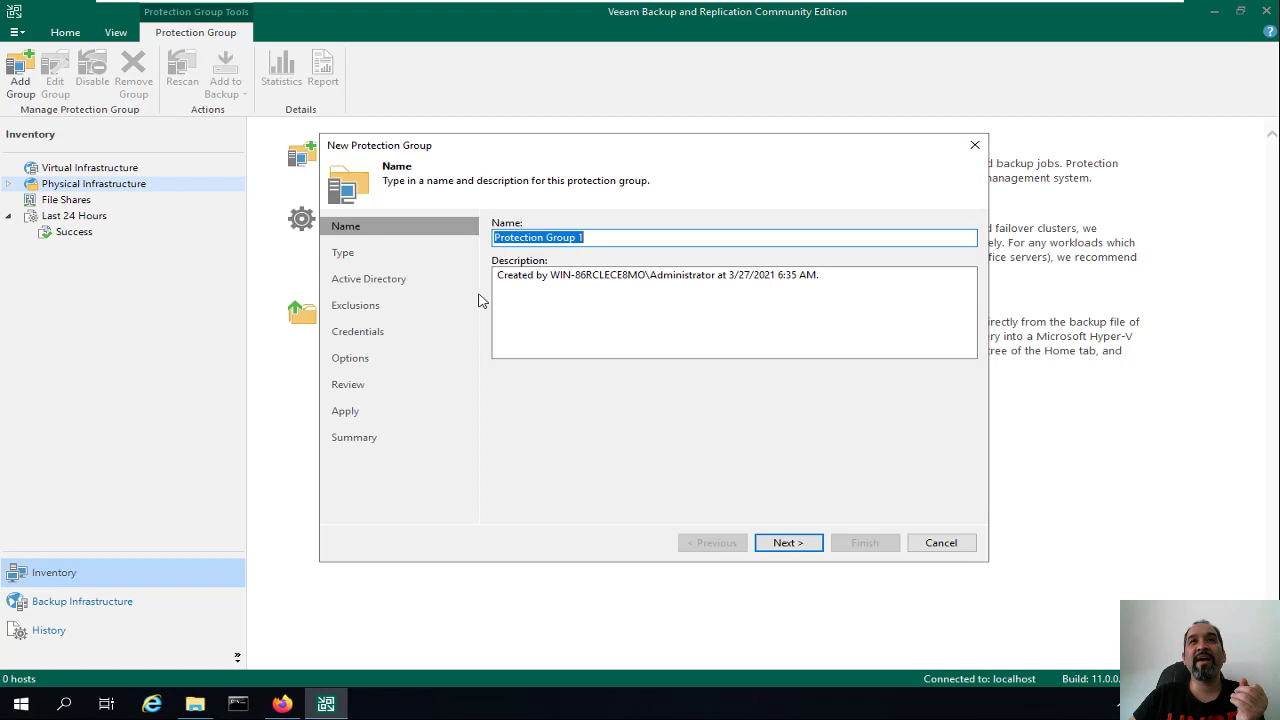 Protection Group Tools
Veeam Backup and Replication Community Edition
Home
View
Protection Group
?
Add Group
Edit Group
Disable
Remove Group
Rescan
Add to Backup
Statistics
Report
Manage Protection Group
Actions
Details
Inventory
Virtual Infrastructure
Physical Infrastructure
File Shares
Last 24 Hours
Success
New Protection Group
Name
Type in a name and description for this protection group.
Name
Type
Active Directory
Exclusions
Credentials
Options
Review
Apply
Summary
Name:
Protection Group 1
Description:
Created by WIN-86RCLECE8MO\Administrator at 3/27/2021 6:35 AM.
< Previous
Next >
Finish
Cancel
d backup jobs. Protection
management system.
d failover clusters, we
ely. For any workloads which
ffice servers), we recommend
directly from the backup file of
ery into a Microsoft Hyper-V
tree of the Home tab, and
Inventory
Backup Infrastructure
History
»
0 hosts
Connected to: localhost
Build: 11.0.0.